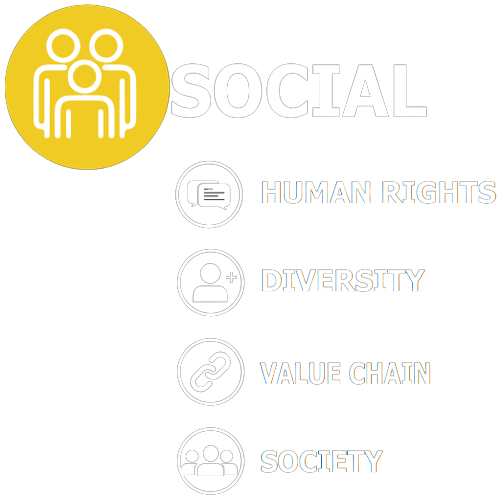 SOCIAL
HUMAN RIGHTS
DIVERSITY
VALUE CHAIN
SOCIETY